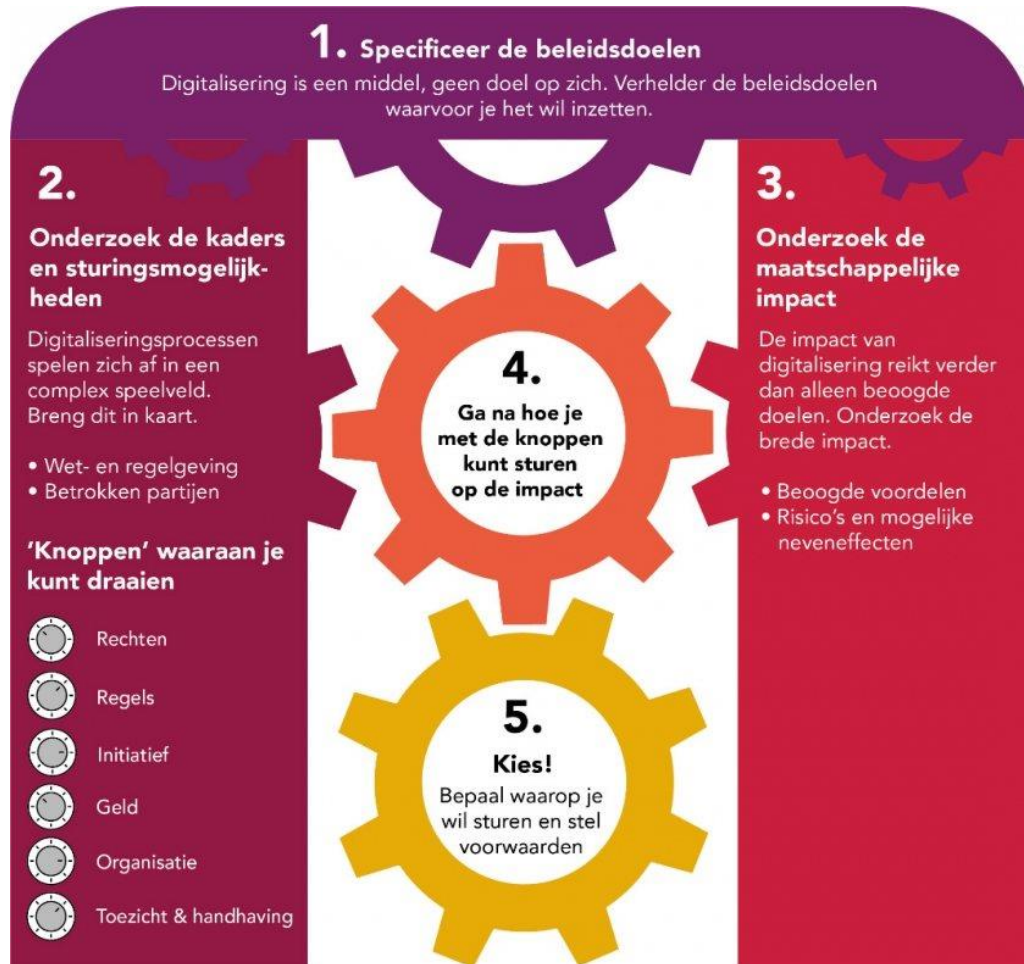 1. Specificeer de beleidsdoelen
Digitalisering is een middel, geen doel op zich. Verhelder de beleidsdoelen
waarvoor je het wil inzetten.
2.
Onderzoek de kaders
en sturingsmogelijk-
heden
Digitaliseringsprocessen
spelen zich af in een
complex speelveld.
Breng dit in kaart.
• Wet- en regelgeving
• Betrokken partijen
'Knoppen' waaraan je
kunt draaien
Rechten
Regels
Initiatief
Geld
Organisatie
Toezicht & handhaving
3.
Onderzoek de
maatschappelijke
impact
De impact van
digitalisering reikt verder
dan alleen beoogde
doelen. Onderzoek de
brede impact.
• Beoogde voordelen
• Risico's en mogelijke
neveneffecten
4.
Ga na hoe je
met de knoppen
kunt sturen
op de impact
5.
Kies!
Bepaal waarop je
wil sturen en stel
voorwaarden